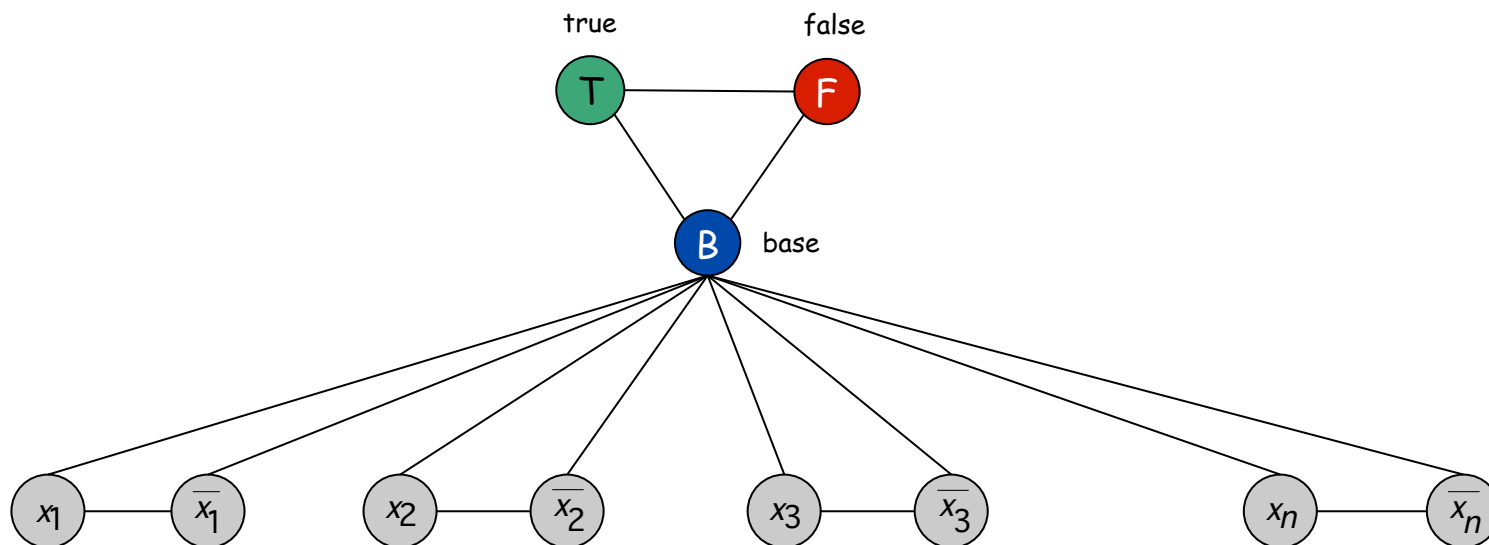 true false
T F
B base
x1 x̅1 x2 x̅2 x3 x̅3 xn x̅n